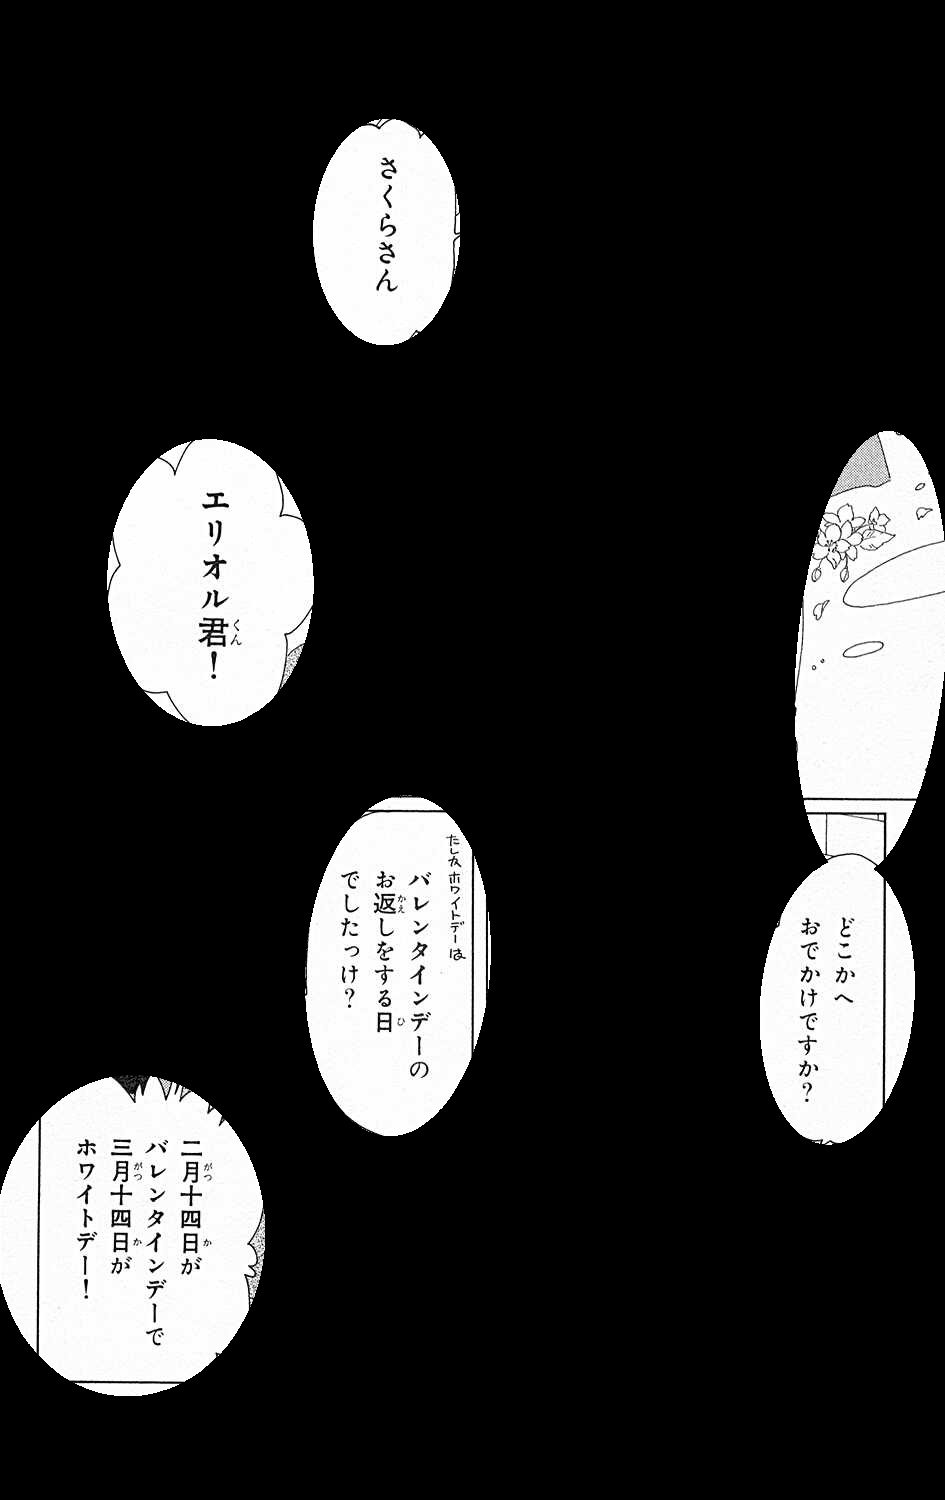 さくらさん
エリオル君！
どこかへ
おでかけですか？
たしかホワイトデーは
バレンタインデーの
お返しをする日
でしたっけ？
二月十四日が
バレンタインデーで
三月十四日が
ホワイトデー！